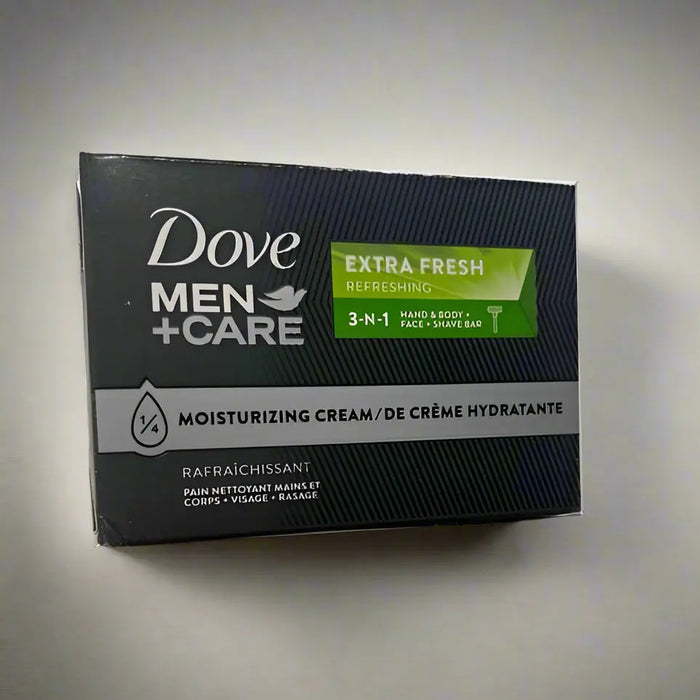 Dove
MEN
+CARE
EXTRA FRESH
REFRESHING
3-N-1
HAND & BODY +
FACE + SHAVE BAR
1/4
MOISTURIZING CREAM/DE CRÈME HYDRATANTE
RAFRAÎCHISSANT
PAIN NETTOYANT MAINS ET
CORPS + VISAGE + RASAGE